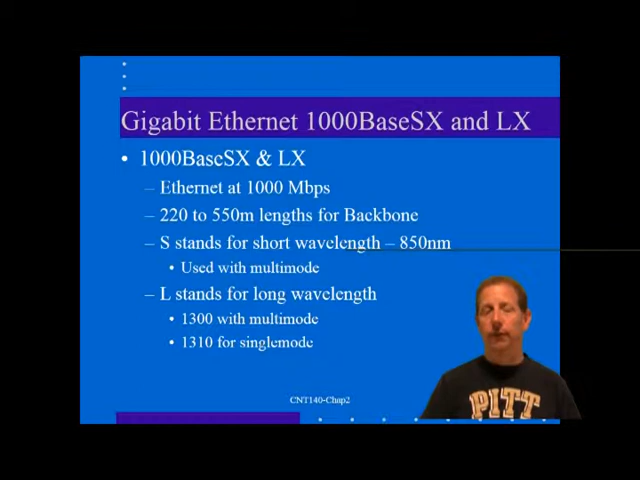 Gigabit Ethernet 1000BaseSX and LX
• 1000BaseSX & LX
– Ethernet at 1000 Mbps
– 220 to 550m lengths for Backbone
– S stands for short wavelength – 850nm
• Used with multimode
– L stands for long wavelength
• 1300 with multimode
• 1310 for singlemode
PITT
CNT140-Chap2